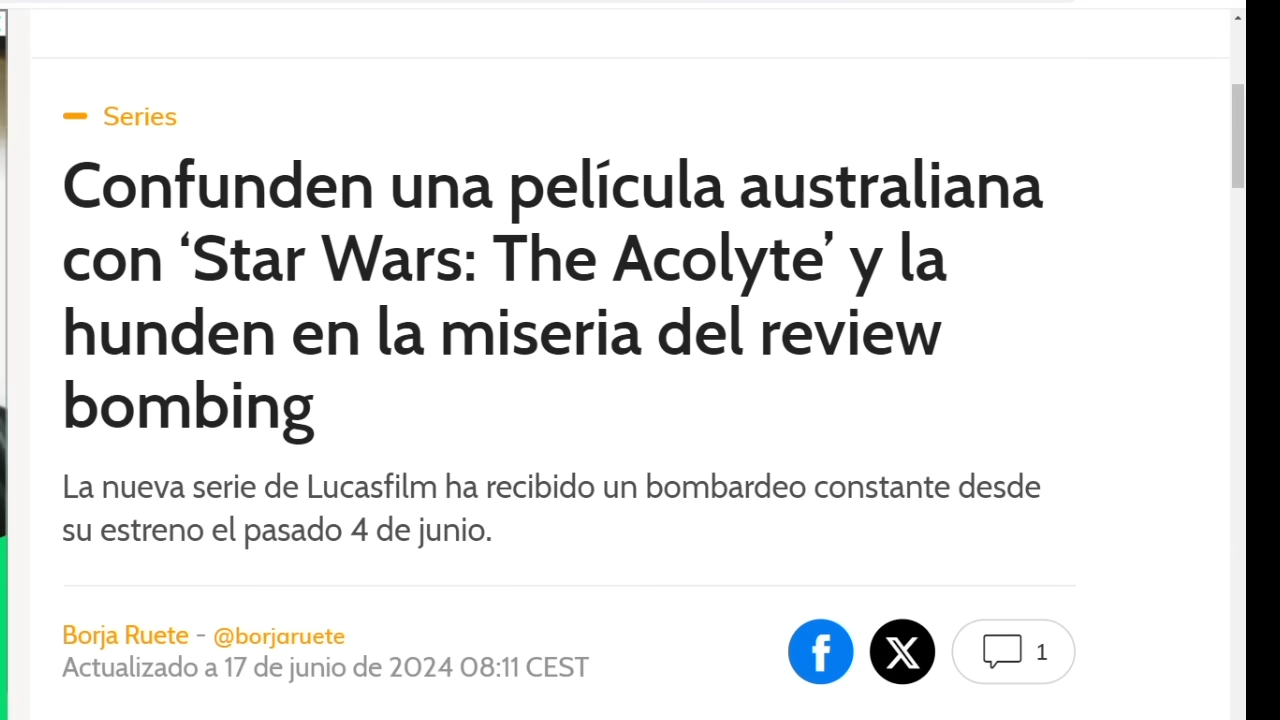 Series
Confunden una película australiana
con ‘Star Wars: The Acolyte’ y la
hunden en la miseria del review
bombing
La nueva serie de Lucasfilm ha recibido un bombardeo constante desde
su estreno el pasado 4 de junio.
Borja Ruete - @borjaruete
Actualizado a 17 de junio de 2024 08:11 CEST
1